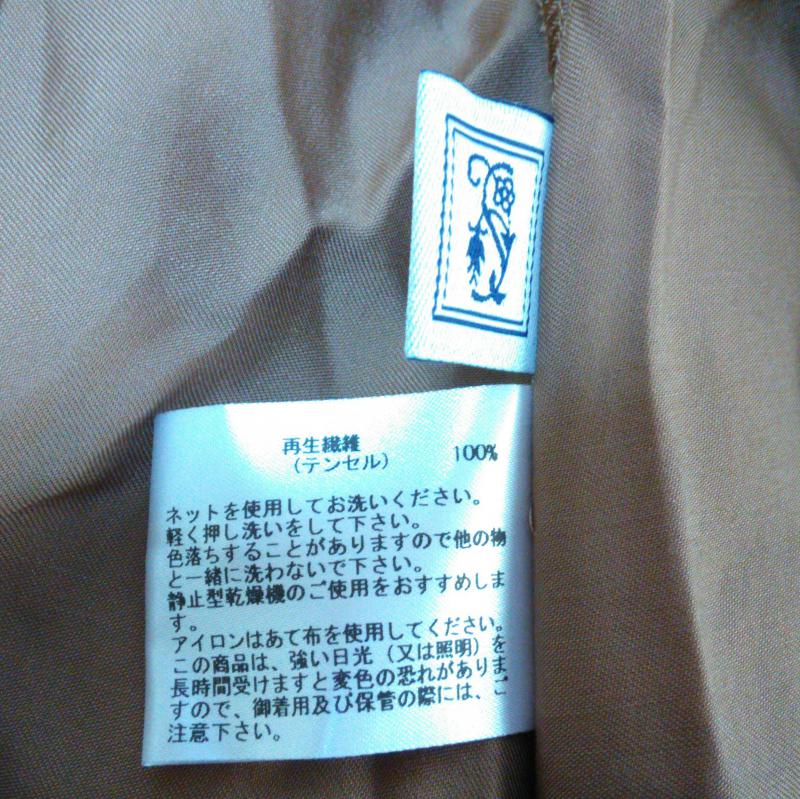 再生繊維
（テンセル） 100%
ネットを使用してお洗いください。
軽く押し洗いをして下さい。
色落ちすることがありますので他の物
と一緒に洗わないで下さい。
静止型乾燥機のご使用をおすすめしま
す。
アイロンはあて布を使用してください。
この商品は、強い日光（又は照明）を
長時間受けますと変色の恐れがありま
すので、御着用及び保管の際には、ご
注意下さい。